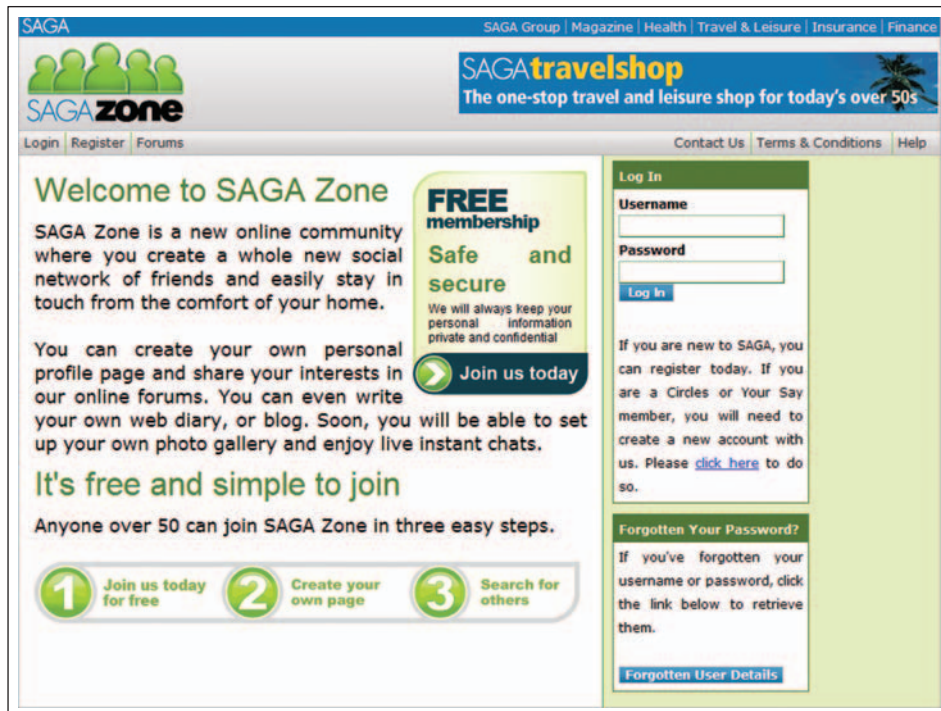 SAGA
SAGA Group | Magazine | Health | Travel & Leisure | Insurance | Finance
SAGAZONE
SAGAtravelshop
The one-stop travel and leisure shop for today's over 50s
Login | Register | Forums
Contact Us | Terms & Conditions | Help
Welcome to SAGA Zone
SAGA Zone is a new online community
where you create a whole new social
network of friends and easily stay in
touch from the comfort of your home.
You can create your own personal
profile page and share your interests in
our online forums. You can even write
your own web diary, or blog. Soon, you will be able to set
up your own photo gallery and enjoy live instant chats.
FREE
membership
Safe and
secure
We will always keep your
personal information
private and confidential
Join us today
It's free and simple to join
Anyone over 50 can join SAGA Zone in three easy steps.
1 Join us today
for free
2 Create your
own page
3 Search for
others
Log In
Username
Password
Log In
If you are new to SAGA, you
can register today. If you
are a Circles or Your Say
member, you will need to
create a new account with
us. Please click here to do
so.
Forgotten Your Password?
If you've forgotten your
username or password, click
the link below to retrieve
them.
Forgotten User Details